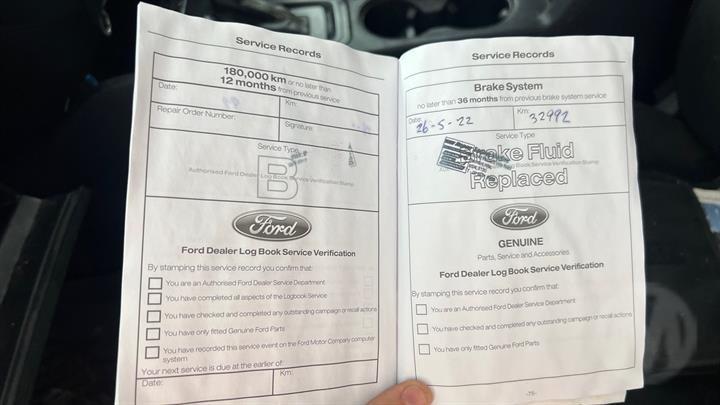 Service Records
180,000 km or no later than
12 months from previous service
Date:
Km:
Repair Order Number:
Signature
Service Type
B
Authorised Ford Dealer Log Book Service Verification Stamp
Ford
Ford Dealer Log Book Service Verification
By stamping this service record you confirm that:
You are an Authorised Ford Dealer Service Department
You have completed all aspects of the Logbook Service
You have checked and completed any outstanding campaign or recall actions
You have only fitted Genuine Ford Parts
You have recorded this service event on the Ford Motor Company computer
system
Your next service is due at the earlier of:
Date:
Km:
Service Records
Brake System
no later than 36 months from previous brake system service
Date:
26-5-22
Km:
32992
Service Type
Brake Fluid
Log Book Service Verification Stamp
Replaced
Ford
GENUINE
Parts, Service and Accessories
Ford Dealer Log Book Service Verification
By stamping this service record you confirm that:
You are an Authorised Ford Dealer Service Department
You have checked and completed any outstanding campaign or recall actions
You have only fitted Genuine Ford Parts